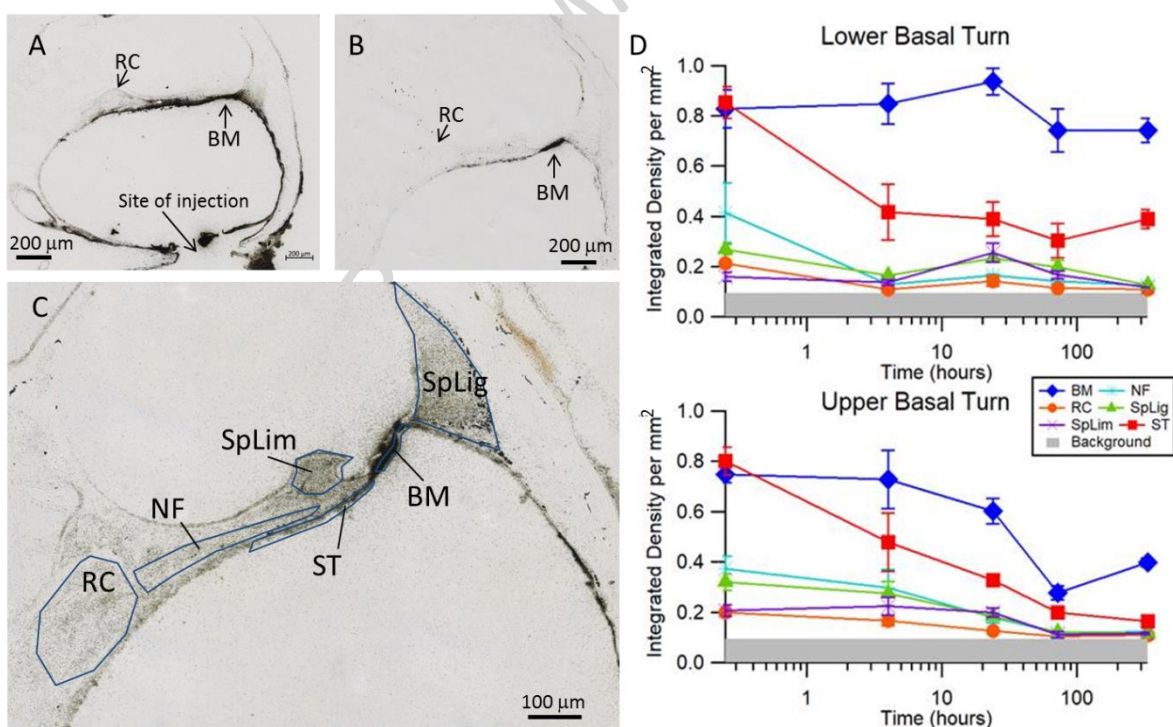 A
RC
BM
Site of injection
200 µm
200 µm
B
RC
BM
200 µm
C
SpLig
SpLim
BM
NF
ST
RC
100 µm
D
Lower Basal Turn
Integrated Density per mm²
1.0
0.8
0.6
0.4
0.2
0.0
1 10 100
Time (hours)
BM NF
RC SpLig
SpLim ST
Background
Upper Basal Turn
Integrated Density per mm²
1.0
0.8
0.6
0.4
0.2
0.0
1 10 100
Time (hours)